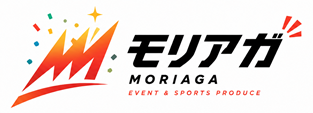 モリアガ
MORIAGA
EVENT & SPORTS PRODUCE